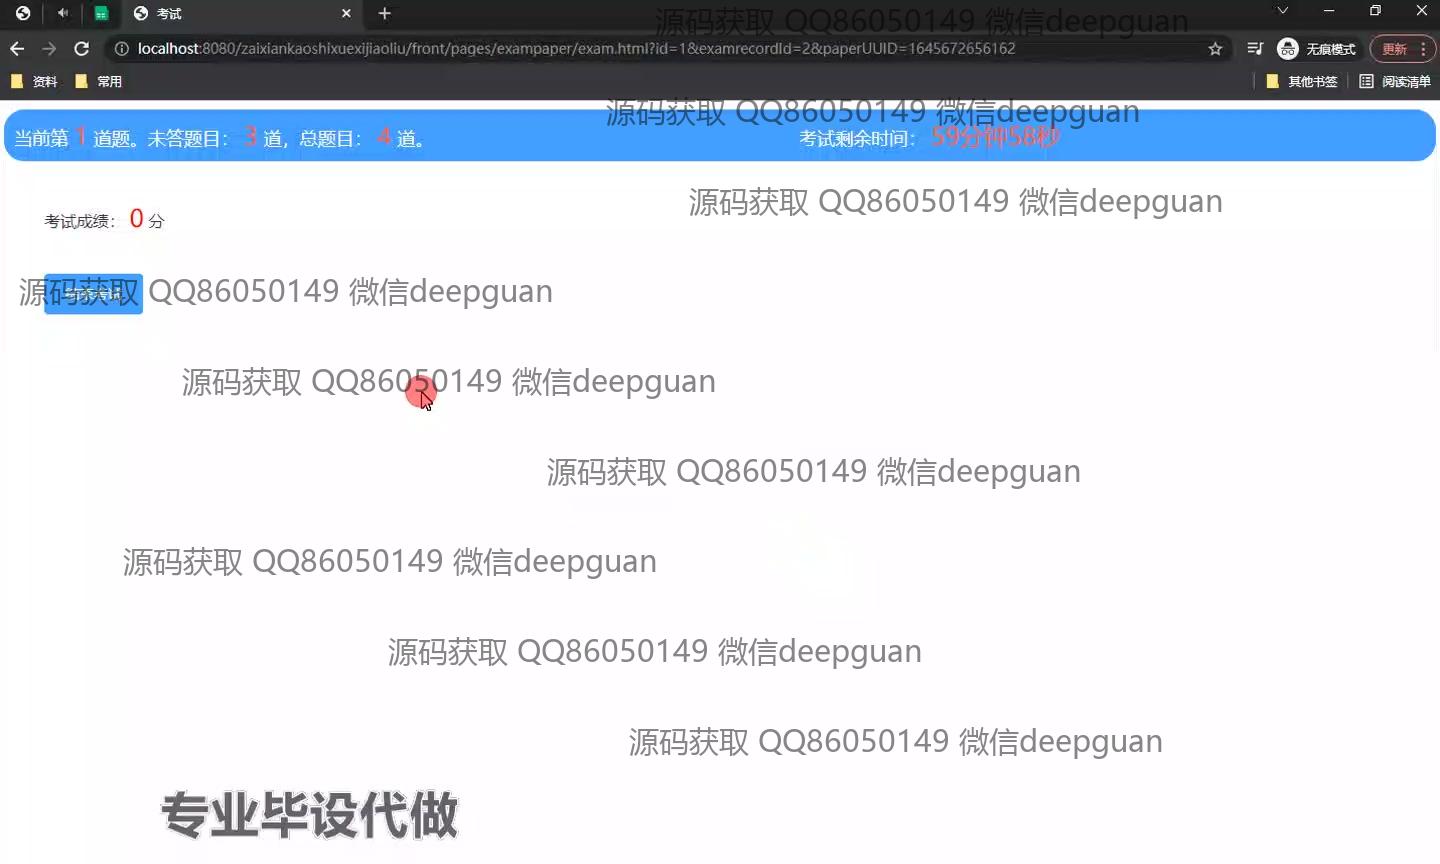 考试
源码获取 QQ86050149 微信deepguan
localhost:8080/zaixiankaoshixuexijiaoliu/front/pages/exampaper/exam.html?id=1&examrecordId=2&paperUUID=1645672656162
无痕模式
更新
资料
常用
其他书签
阅读清单
源码获取 QQ86050149 微信deepguan
当前第 1 道题。未答题目： 3 道，总题目： 4 道。
考试剩余时间： 59分钟58秒
源码获取 QQ86050149 微信deepguan
考试成绩： 0 分
源码获取 QQ86050149 微信deepguan
源码获取 QQ86050149 微信deepguan
源码获取 QQ86050149 微信deepguan
源码获取 QQ86050149 微信deepguan
源码获取 QQ86050149 微信deepguan
源码获取 QQ86050149 微信deepguan
专业毕设代做